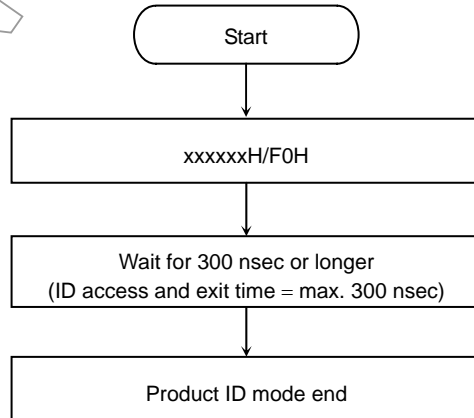 Start
xxxxxxH/F0H
Wait for 300 nsec or longer
(ID access and exit time = max. 300 nsec)
Product ID mode end